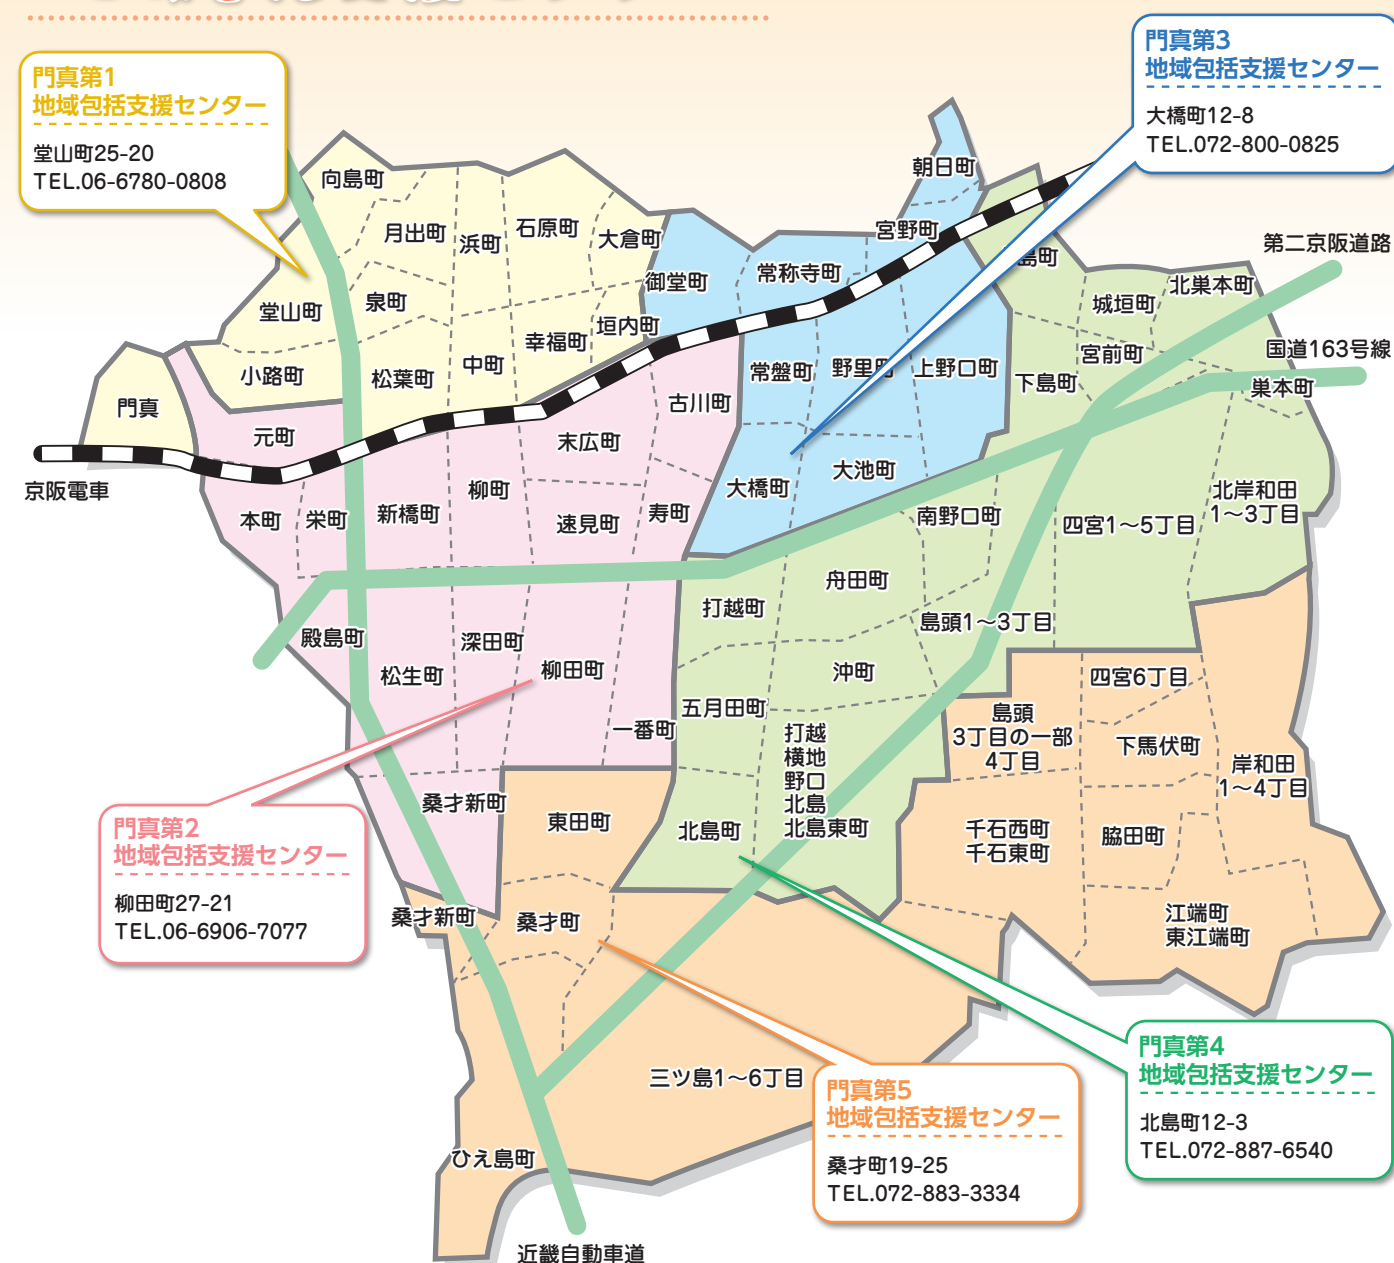 門真第1
地域包括支援センター
堂山町25-20
TEL.06-6780-0808
門真第3
地域包括支援センター
大橋町12-8
TEL.072-800-0825
朝日町
向島町
月出町
浜町
石原町
大倉町
宮野町
島町
第二京阪道路
御堂町
常称寺町
北巣本町
城垣町
堂山町
泉町
垣内町
幸福町
宮前町
国道163号線
小路町
松葉町
中町
常盤町
野里町
上野口町
下島町
巣本町
門真
古川町
元町
末広町
京阪電車
大池町
大橋町
柳町
北岸和田
1～3丁目
本町
栄町
新橋町
速見町
寿町
南野口町
四宮1～5丁目
舟田町
打越町
島頭1～3丁目
殿島町
深田町
松生町
柳田町
沖町
四宮6丁目
五月田町
一番町
島頭
3丁目の一部
4丁目
打越
横地
野口
北島
北島東町
下馬伏町
岸和田
1～4丁目
桑才新町
東田町
北島町
千石西町
千石東町
脇田町
門真第2
地域包括支援センター
柳田町27-21
TEL.06-6906-7077
桑才新町
桑才町
江端町
東江端町
三ツ島1～6丁目
門真第4
地域包括支援センター
北島町12-3
TEL.072-887-6540
門真第5
地域包括支援センター
桑才町19-25
TEL.072-883-3334
ひえ島町
近畿自動車道